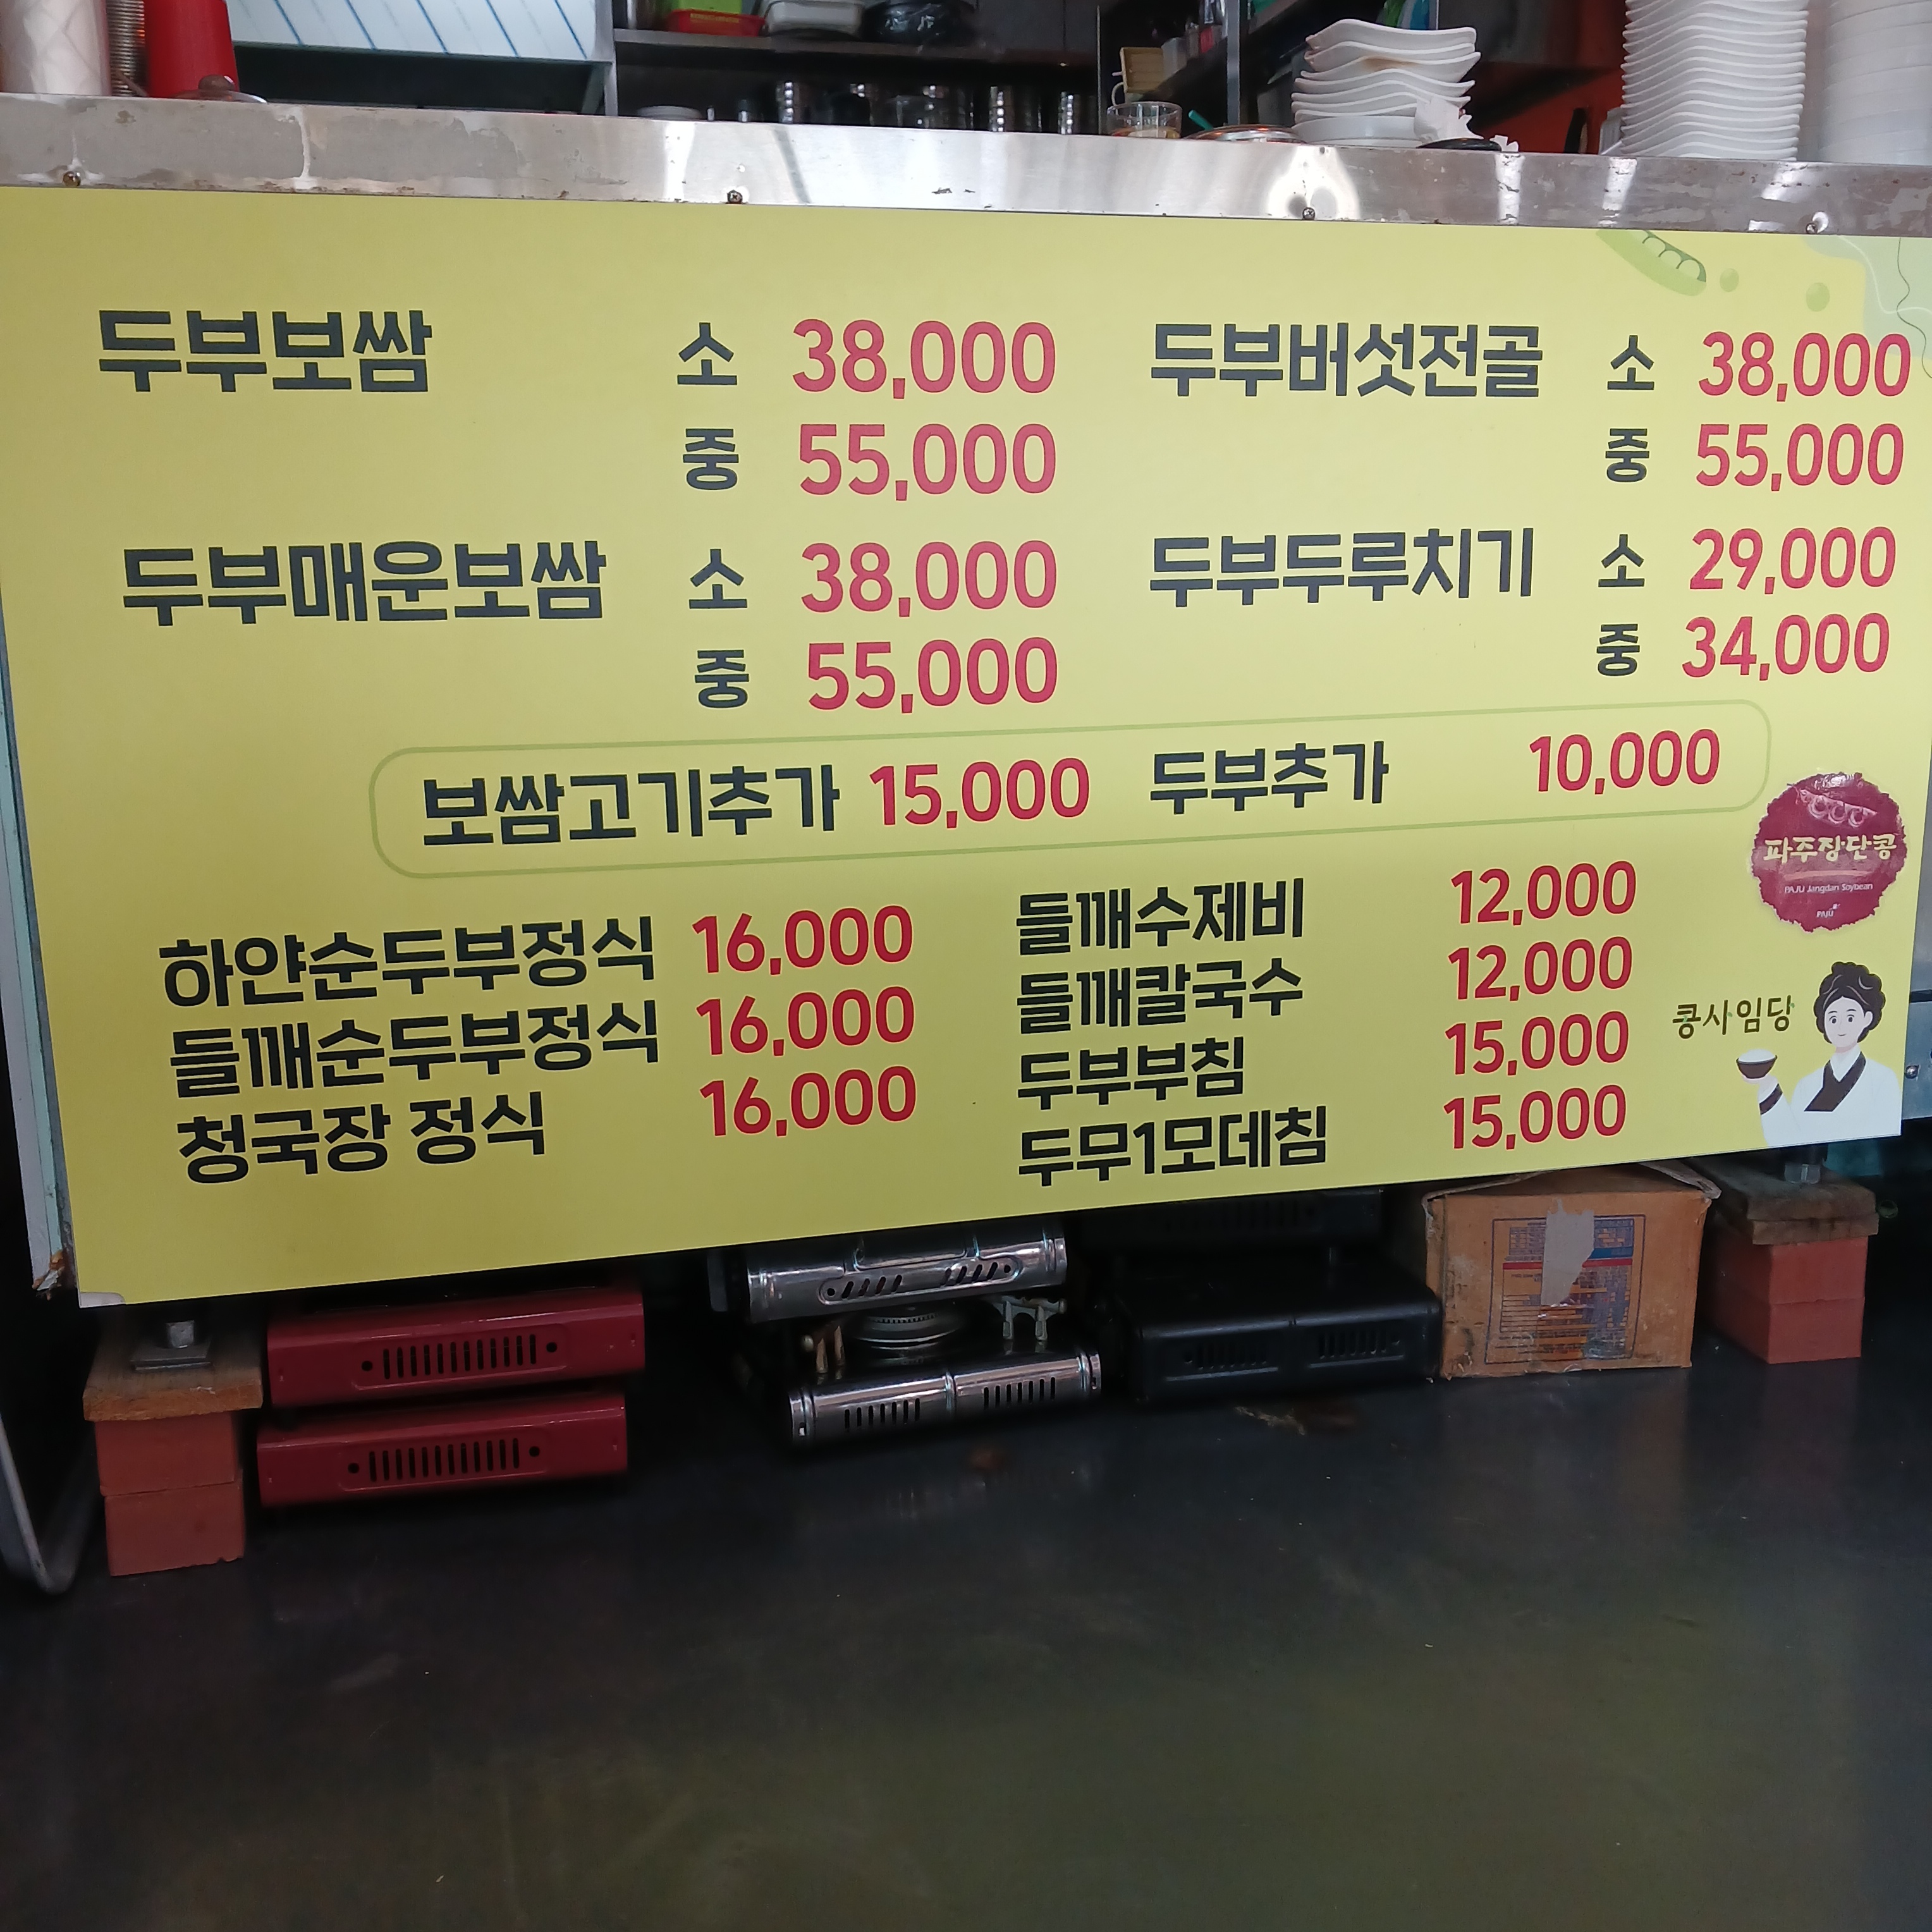 두부보쌈 소 38,000
중 55,000
두부매운보쌈 소 38,000
중 55,000
두부버섯전골 소 38,000
중 55,000
두부두루치기 소 29,000
중 34,000
보쌈고기추가 15,000 두부추가 10,000
하얀순두부정식 16,000
들깨순두부정식 16,000
청국장 정식 16,000
들깨수제비 12,000
들깨칼국수 12,000
두부부침 15,000
두무1모데침 15,000
파주장단콩
PAJU Jangdan Soybean
PAJU
콩사임당